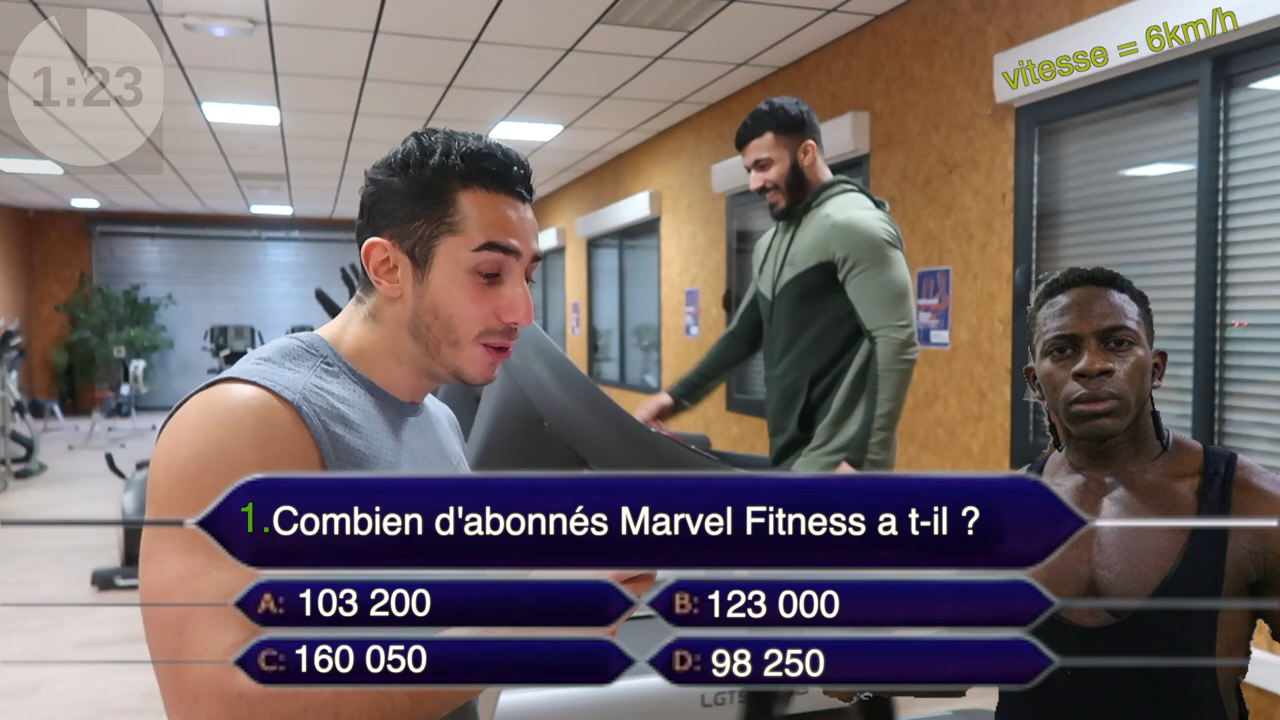 1:23
vitesse = 6km/h
1.Combien d'abonnés Marvel Fitness a t-il ?
A: 103 200
B: 123 000
C: 160 050
D: 98 250